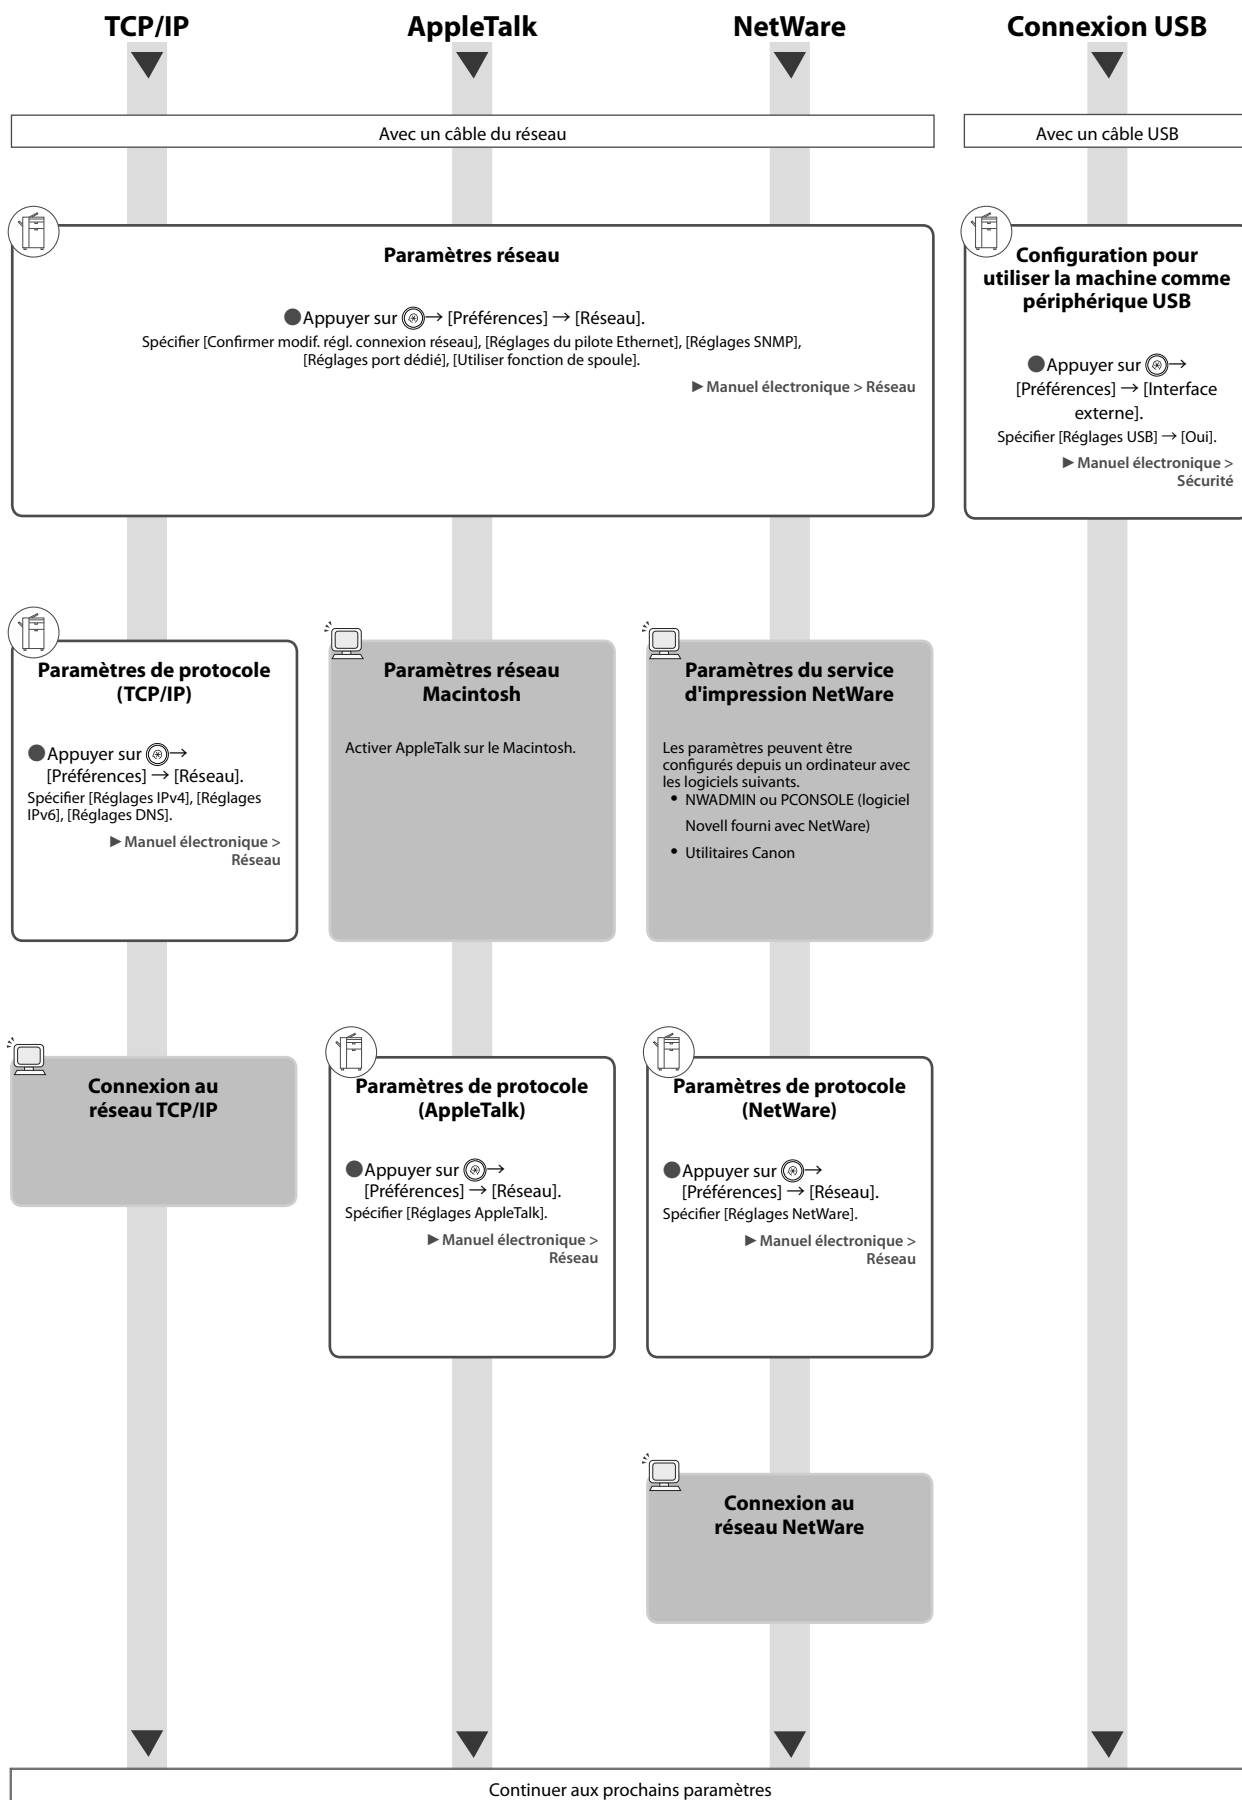 TCP/IP
AppleTalk
NetWare
Connexion USB
Avec un câble du réseau
Avec un câble USB
Paramètres réseau
●Appuyer sur → [Préférences] → [Réseau].
Spécifier [Confirmer modif. régl. connexion réseau], [Réglages du pilote Ethernet], [Réglages SNMP],
[Réglages port dédié], [Utiliser fonction de spoule].
►Manuel électronique > Réseau
Configuration pour
utiliser la machine comme
périphérique USB
●Appuyer sur →
[Préférences] → [Interface
externe].
Spécifier [Réglages USB] → [Oui].
►Manuel électronique >
Sécurité
Paramètres de protocole
(TCP/IP)
●Appuyer sur →
[Préférences] → [Réseau].
Spécifier [Réglages IPv4], [Réglages
IPv6], [Réglages DNS].
►Manuel électronique >
Réseau
Paramètres réseau
Macintosh
Activer AppleTalk sur le Macintosh.
Paramètres du service
d'impression NetWare
Les paramètres peuvent être
configurés depuis un ordinateur avec
les logiciels suivants.
• NWADMIN ou PCONSOLE (logiciel
Novell fourni avec NetWare)
• Utilitaires Canon
Connexion au
réseau TCP/IP
Paramètres de protocole
(AppleTalk)
●Appuyer sur →
[Préférences] → [Réseau].
Spécifier [Réglages AppleTalk].
►Manuel électronique >
Réseau
Paramètres de protocole
(NetWare)
●Appuyer sur →
[Préférences] → [Réseau].
Spécifier [Réglages NetWare].
►Manuel électronique >
Réseau
Connexion au
réseau NetWare
Continuer aux prochains paramètres